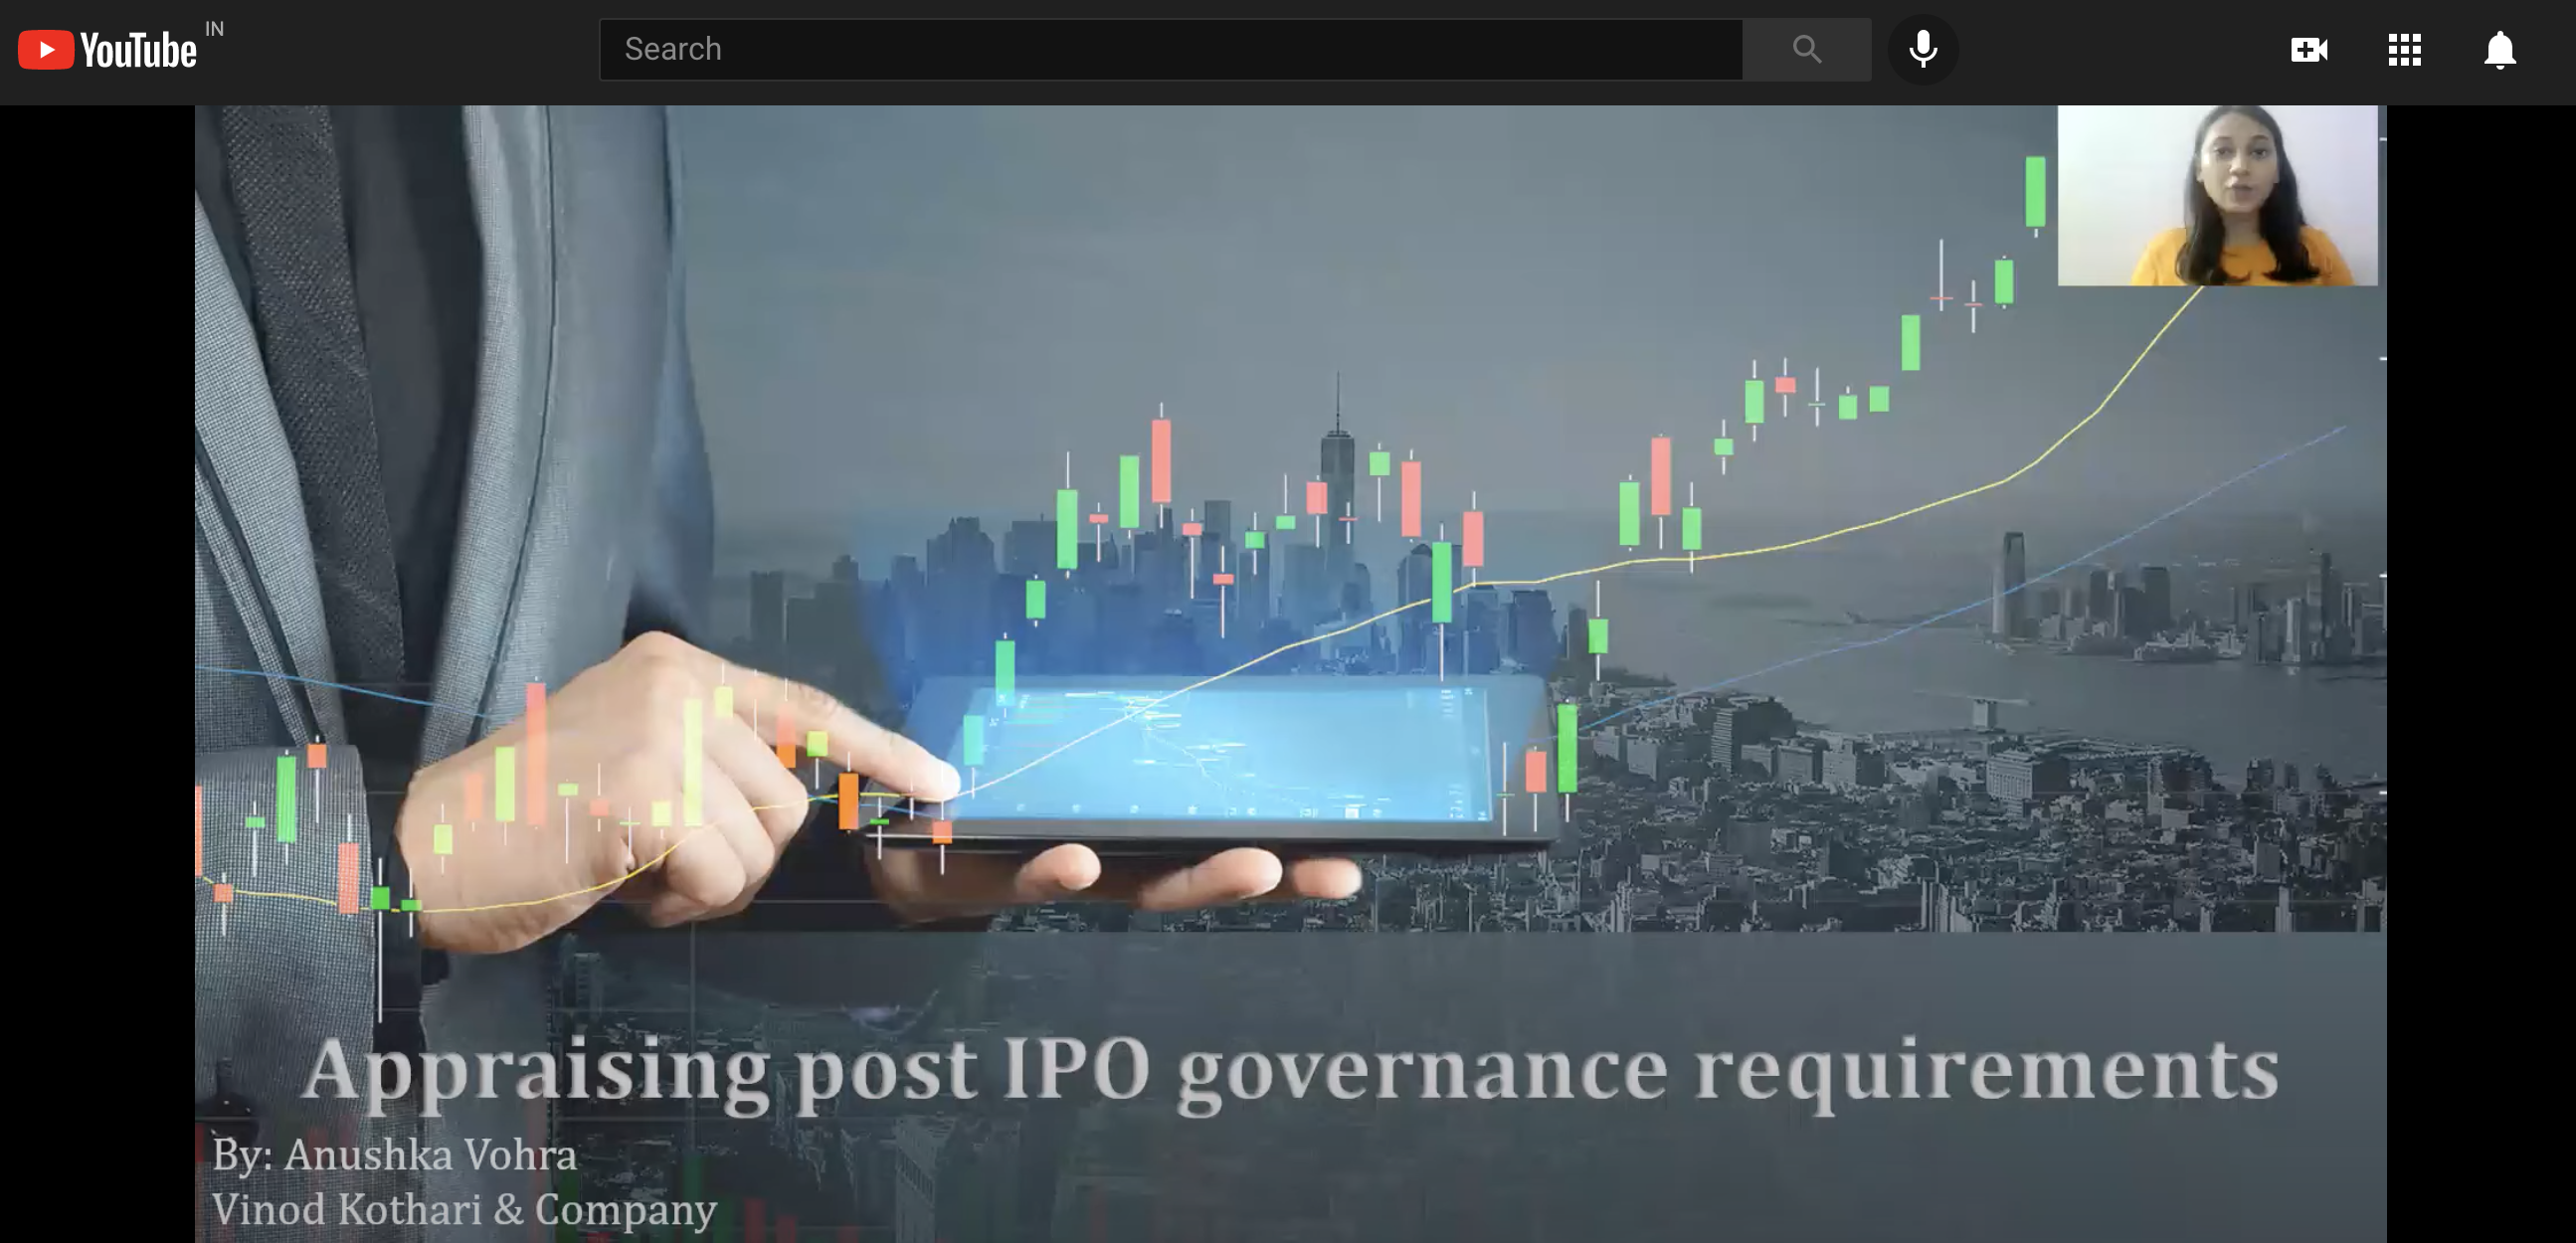 YouTube IN
Search
Appraising post IPO governance requirements
By: Anushka Vohra
Vinod Kothari & Company